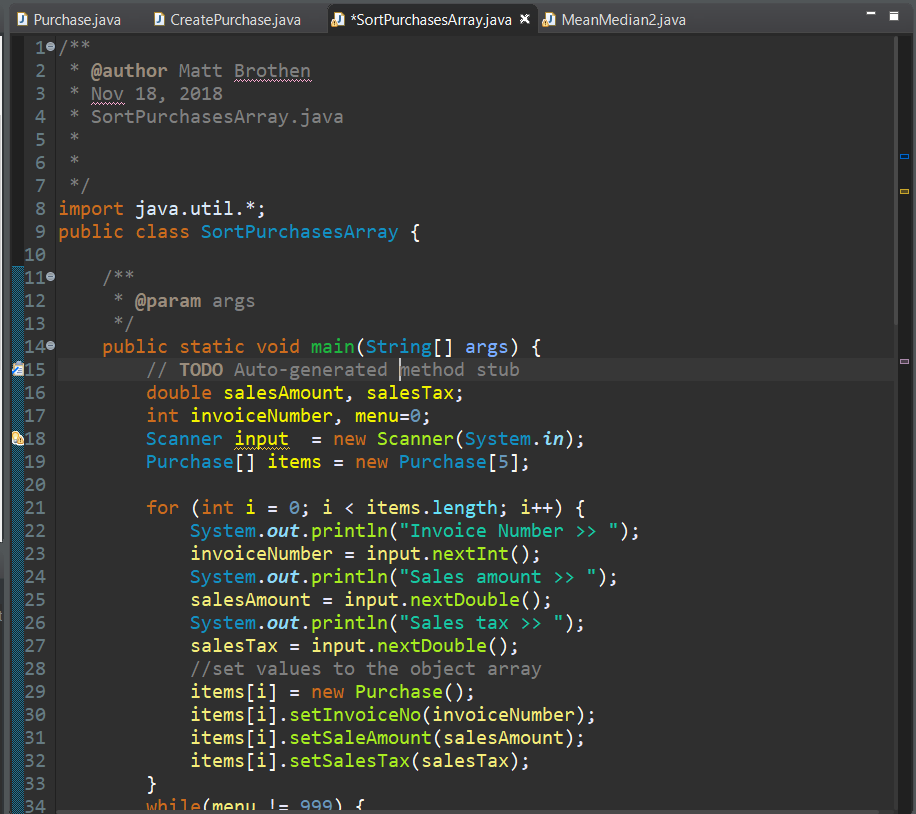 Purchase.java CreatePurchase.java *SortPurchasesArray.java MeanMedian2.java
1 /**
2 * @author Matt Brothen
3 * Nov 18, 2018
4 * SortPurchasesArray.java
5 *
6 *
7 */
8 import java.util.*;
9 public class SortPurchasesArray {
10
11 /**
12 * @param args
13 */
14 public static void main(String[] args) {
15 // TODO Auto-generated method stub
16 double salesAmount, salesTax;
17 int invoiceNumber, menu=0;
18 Scanner input  = new Scanner(System.in);
19 Purchase[] items = new Purchase[5];
20
21 for (int i = 0; i < items.length; i++) {
22 System.out.println("Invoice Number >> ");
23 invoiceNumber = input.nextInt();
24 System.out.println("Sales amount >> ");
25 salesAmount = input.nextDouble();
26 System.out.println("Sales tax >> ");
27 salesTax = input.nextDouble();
28 //set values to the object array
29 items[i] = new Purchase();
30 items[i].setInvoiceNo(invoiceNumber);
31 items[i].setSaleAmount(salesAmount);
32 items[i].setSalesTax(salesTax);
33 }
34 while(menu != 999) {